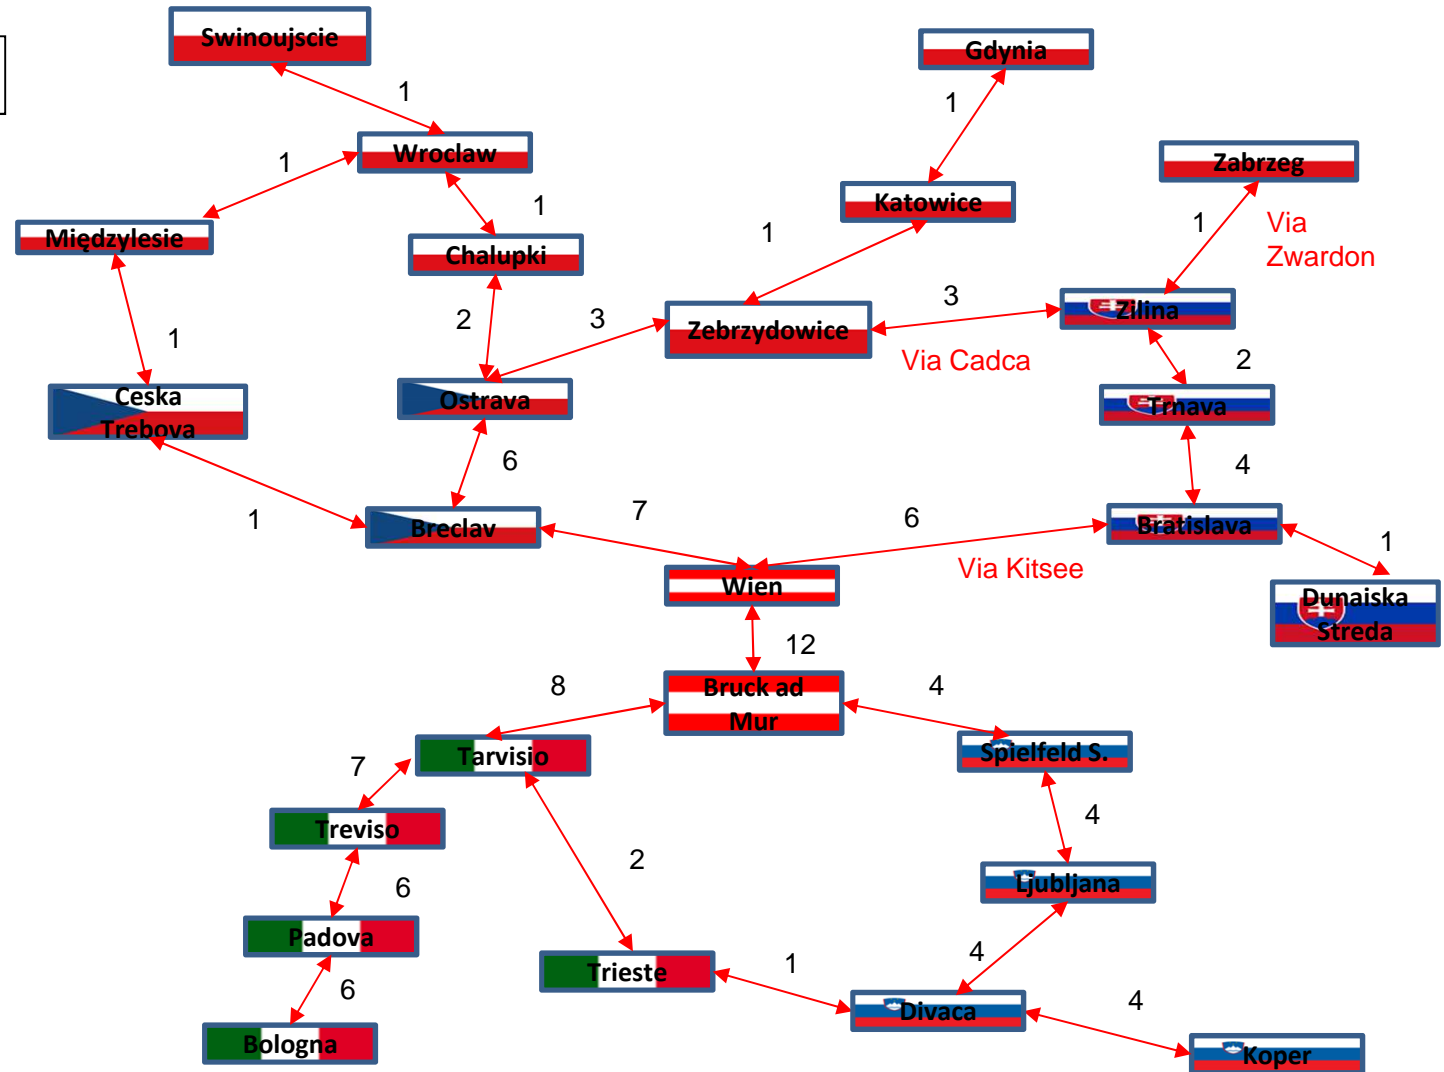 Swinoujscie
Gdynia
1
1
Wroclaw
Zabrzeg
1
Katowice
1
1
1
Via
Zwardon
Międzylesie
Chalupki
2
3
3
Zilina
Zebrzydowice
1
Via Cadca
2
Ceska
Trebova
Ostrava
Trnava
6
4
1
7
6
Breclav
Bratislava
1
Via Kitsee
Wien
Dunaiska
Streda
12
8
4
Bruck ad
Mur
Tarvisio
Spielfeld S.
7
Treviso
4
2
Ljubljana
6
Padova
4
Trieste
1
6
Divaca
4
Bologna
Koper